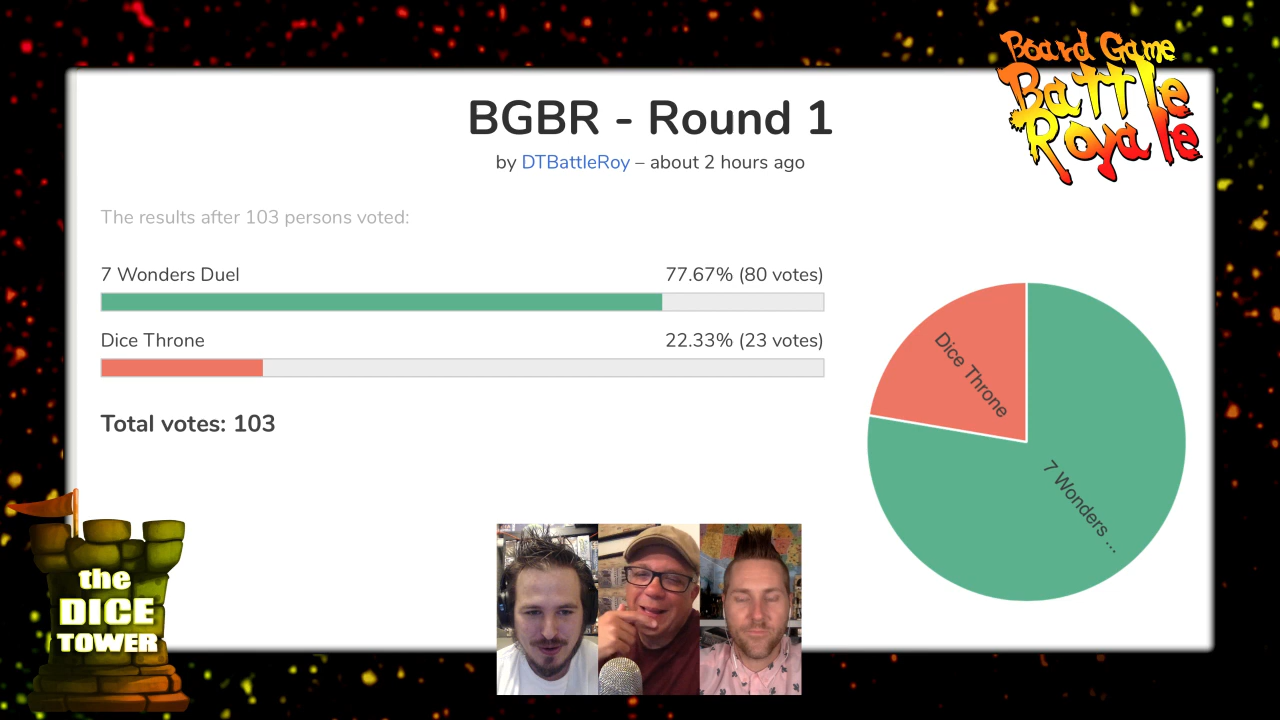 Board Game
Battle
Royale
BGBR - Round 1
by DTBattleRoy – about 2 hours ago
The results after 103 persons voted:
7 Wonders Duel 77.67% (80 votes)
Dice Throne 22.33% (23 votes)
Total votes: 103
Dice Throne
7 Wonders ...
the
DICE
TOWER